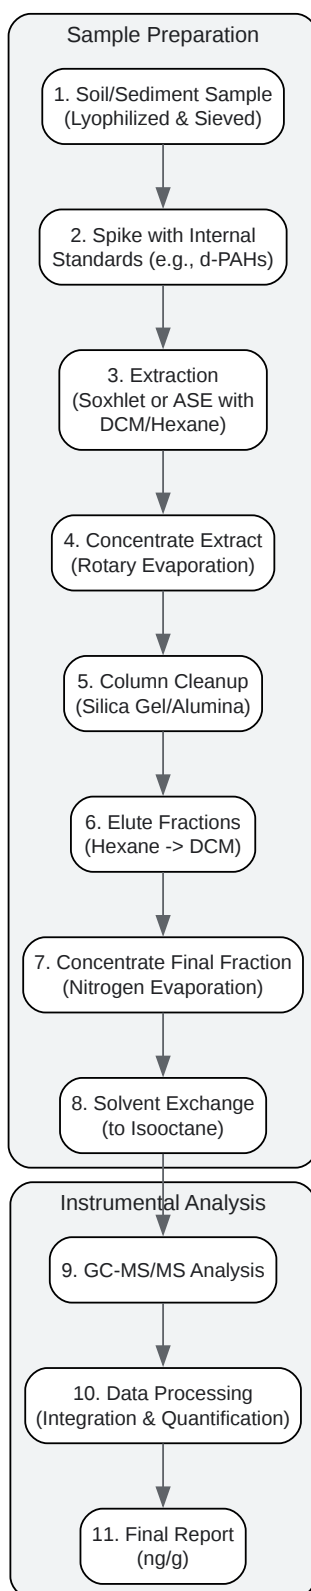 Sample Preparation
1. Soil/Sediment Sample
(Lyophilized & Sieved)
2. Spike with Internal
Standards (e.g., d-PAHs)
3. Extraction
(Soxhlet or ASE with
DCM/Hexane)
4. Concentrate Extract
(Rotary Evaporation)
5. Column Cleanup
(Silica Gel/Alumina)
6. Elute Fractions
(Hexane -> DCM)
7. Concentrate Final Fraction
(Nitrogen Evaporation)
8. Solvent Exchange
(to Isooctane)
Instrumental Analysis
9. GC-MS/MS Analysis
10. Data Processing
(Integration & Quantification)
11. Final Report
(ng/g)